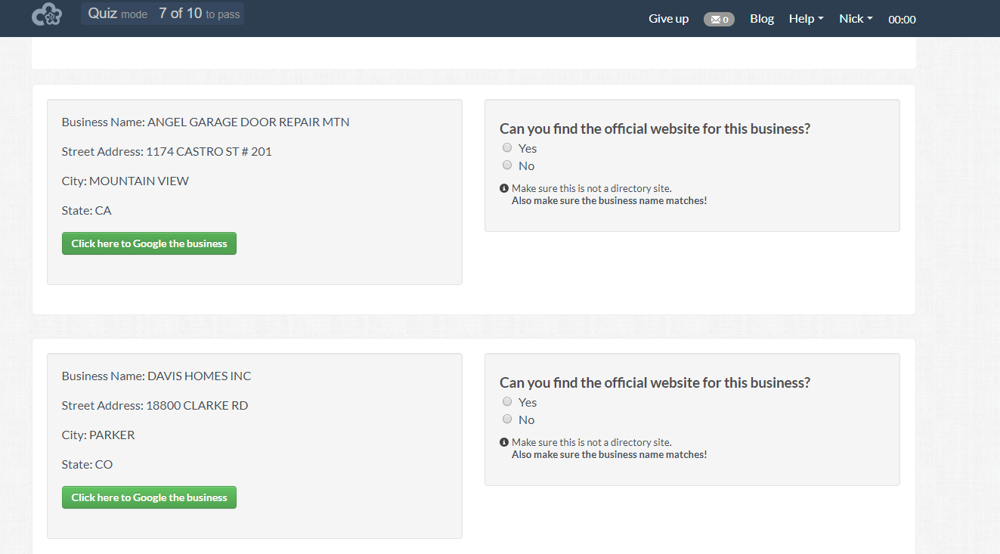 Quiz mode 7 of 10 to pass
Give up 0 Blog Help Nick 00:00
Business Name: ANGEL GARAGE DOOR REPAIR MTN
Street Address: 1174 CASTRO ST # 201
City: MOUNTAIN VIEW
State: CA
Click here to Google the business
Can you find the official website for this business?
Yes
No
Make sure this is not a directory site.
Also make sure the business name matches!
Business Name: DAVIS HOMES INC
Street Address: 18800 CLARKE RD
City: PARKER
State: CO
Click here to Google the business
Can you find the official website for this business?
Yes
No
Make sure this is not a directory site.
Also make sure the business name matches!